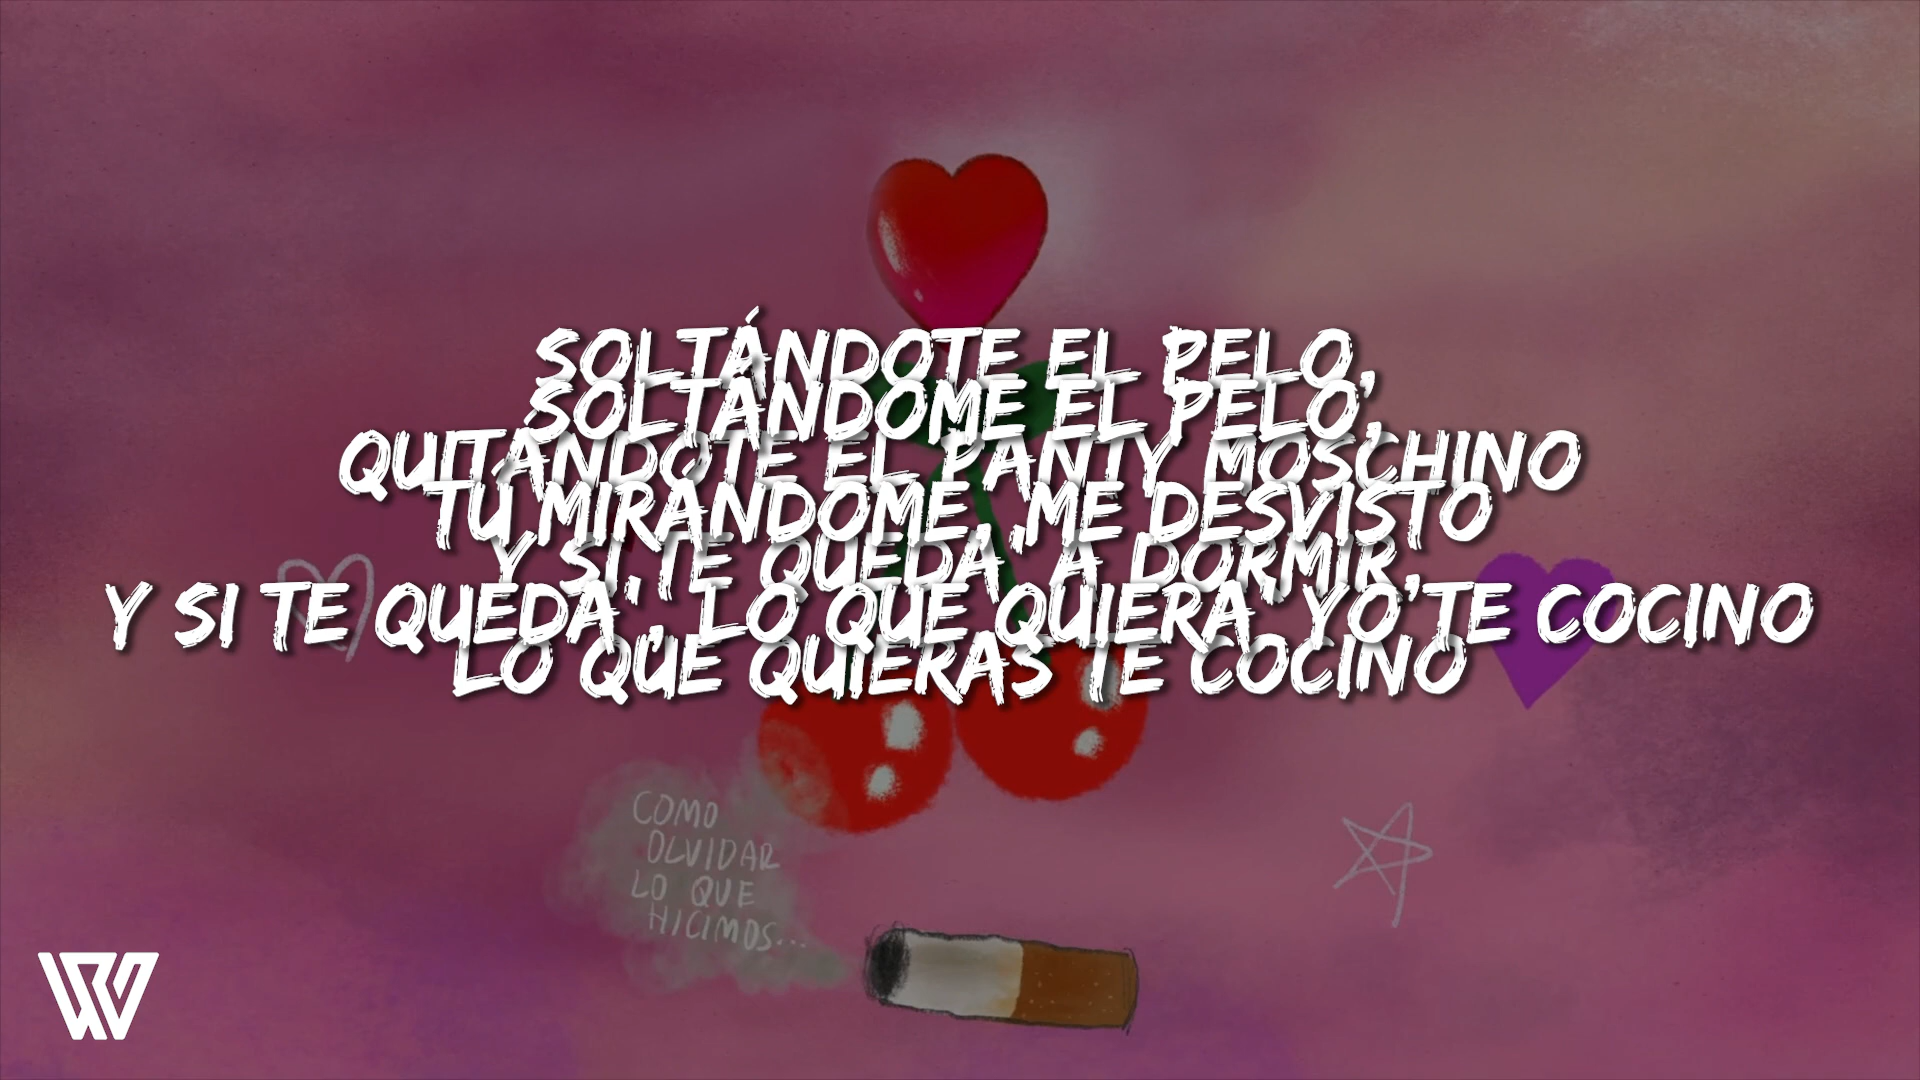 SOLTÁNDOTE EL PELO,
SOLTÁNDOME EL PELO,
QUITÁNDOTE EL PANTY MOSCHINO
TÚ MIRÁNDOME, ME DESVISTO
Y SI TE QUEDA' A DORMIR,
Y SI TE QUEDA', LO QUE QUIERA' YO TE COCINO
LO QUE QUIERAS TE COCINO
COMO
OLVIDAR
LO QUE
HICIMOS...